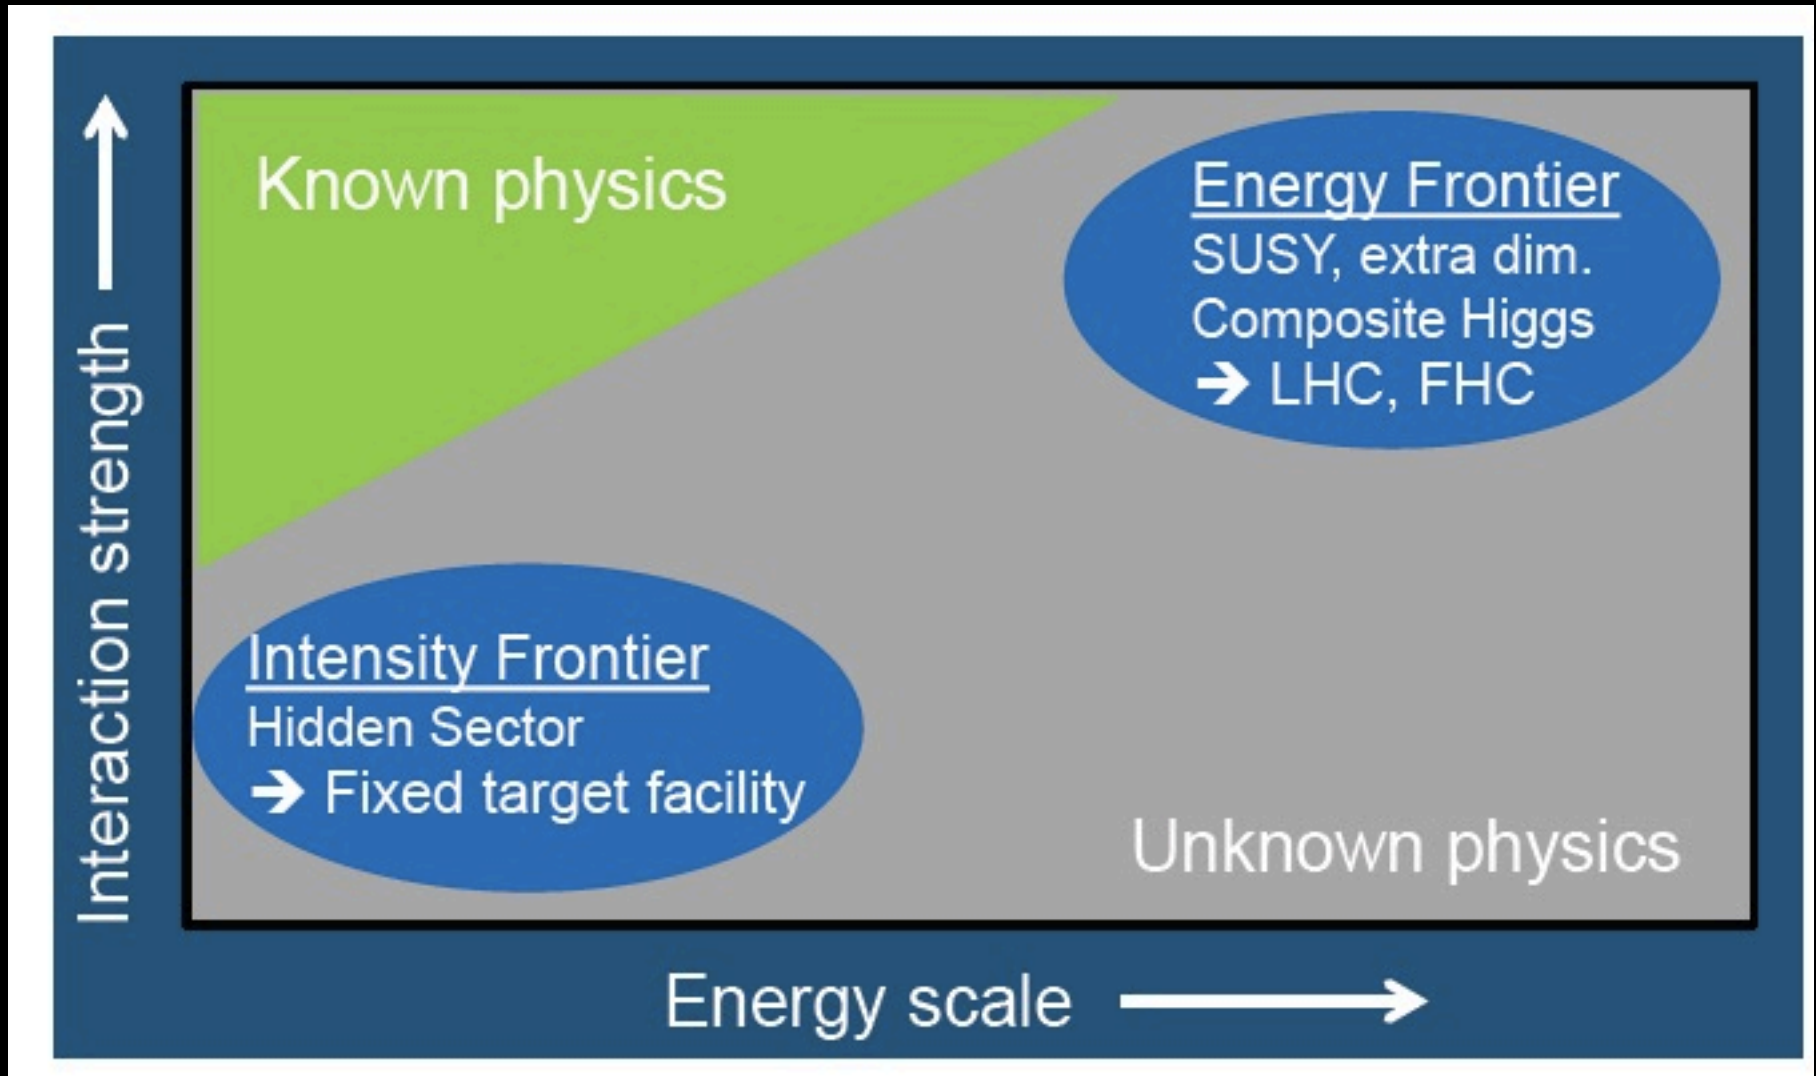 Known physics
Energy Frontier
SUSY, extra dim.
Composite Higgs
➔ LHC, FHC
Interaction strength
Intensity Frontier
Hidden Sector
➔ Fixed target facility
Unknown physics
Energy scale